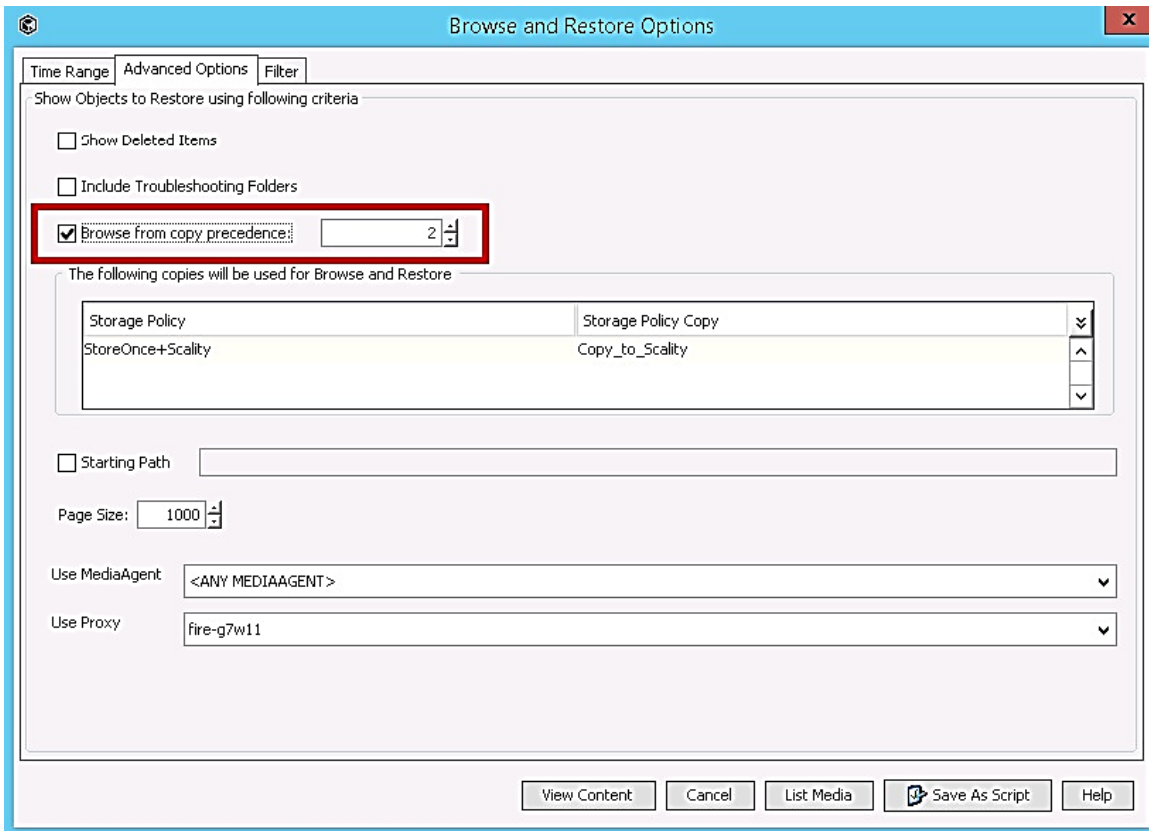 Browse and Restore Options
x
Time Range Advanced Options Filter
Show Objects to Restore using following criteria
Show Deleted Items
Include Troubleshooting Folders
Browse from copy precedence: 2
The following copies will be used for Browse and Restore
Storage Policy Storage Policy Copy
StoreOnce+Scality Copy_to_Scality
Starting Path
Page Size: 1000
Use MediaAgent <ANY MEDIAAGENT>
Use Proxy fire-g7w11
View Content Cancel List Media Save As Script Help